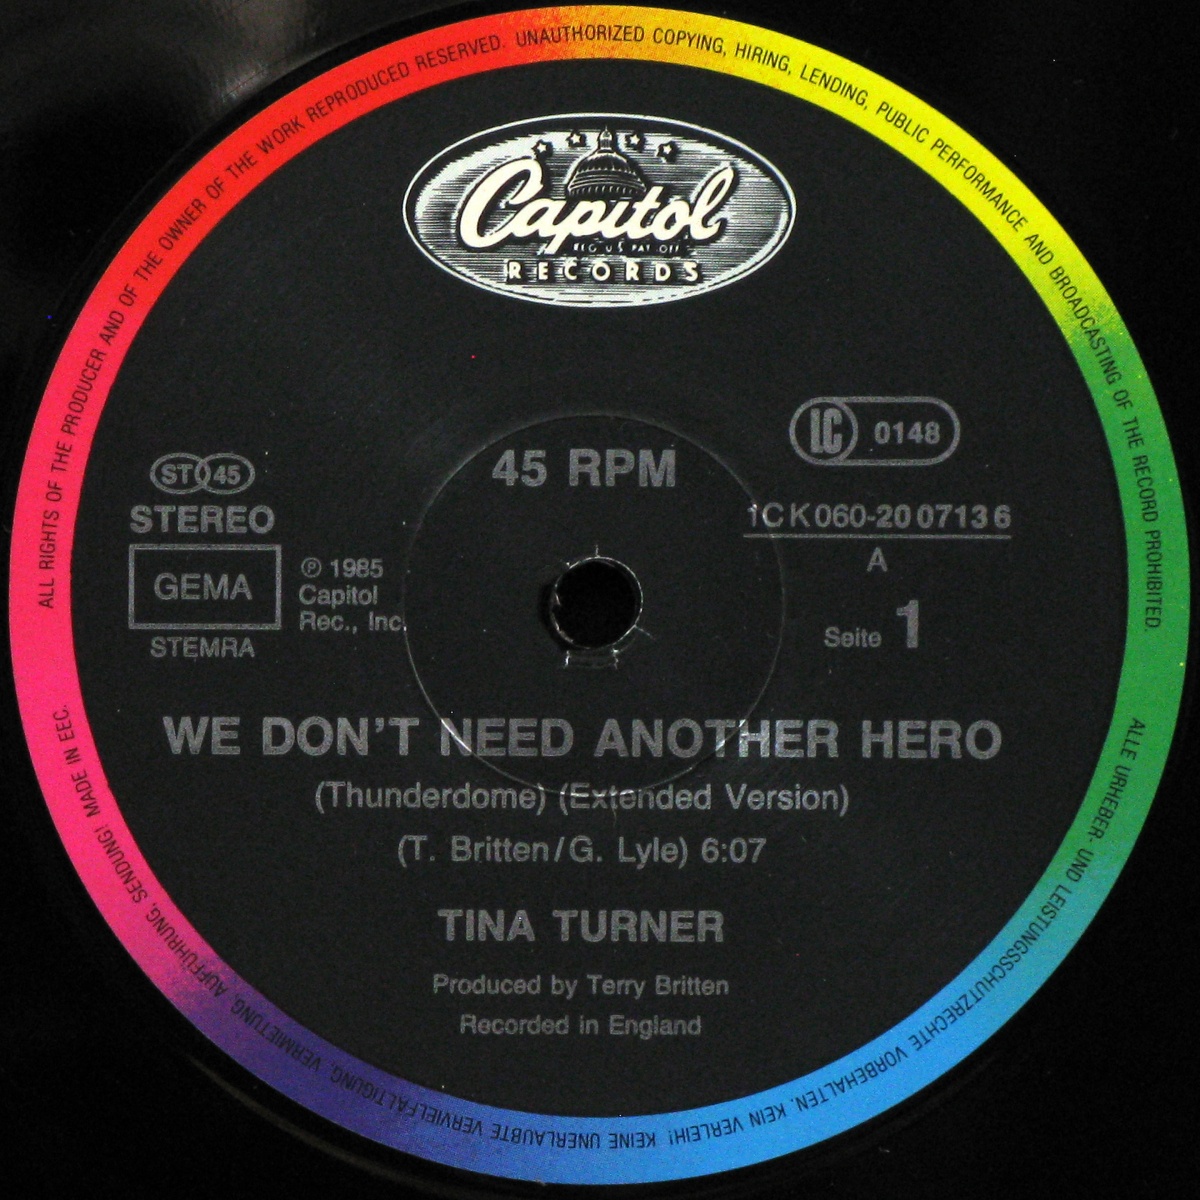 ALL RIGHTS OF THE PRODUCER AND OF THE OWNER OF THE WORK REPRODUCED RESERVED. UNAUTHORIZED COPYING, HIRING, LENDING, PUBLIC PERFORMANCE AND BROADCASTING OF THE RECORD PROHIBITED.
Capitol
REG. U.S. PAT. OFF.
RECORDS
LC 0148
45 RPM
ST 45
STEREO
1C K 060-20 0713 6
A
GEMA
STEMRA
℗ 1985
Capitol
Rec., Inc.
Seite 1
WE DON'T NEED ANOTHER HERO
(Thunderdome) (Extended Version)
(T. Britten/G. Lyle) 6:07
TINA TURNER
Produced by Terry Britten
Recorded in England
ALLE URHEBER- UND LEISTUNGSSCHUTZRECHTE VORBEHALTEN. KEIN VERLEIH! KEINE UNERLAUBTE VERVIELFÄLTIGUNG, VERMIETUNG, AUFFÜHRUNG, SENDUNG! MADE IN EEC.